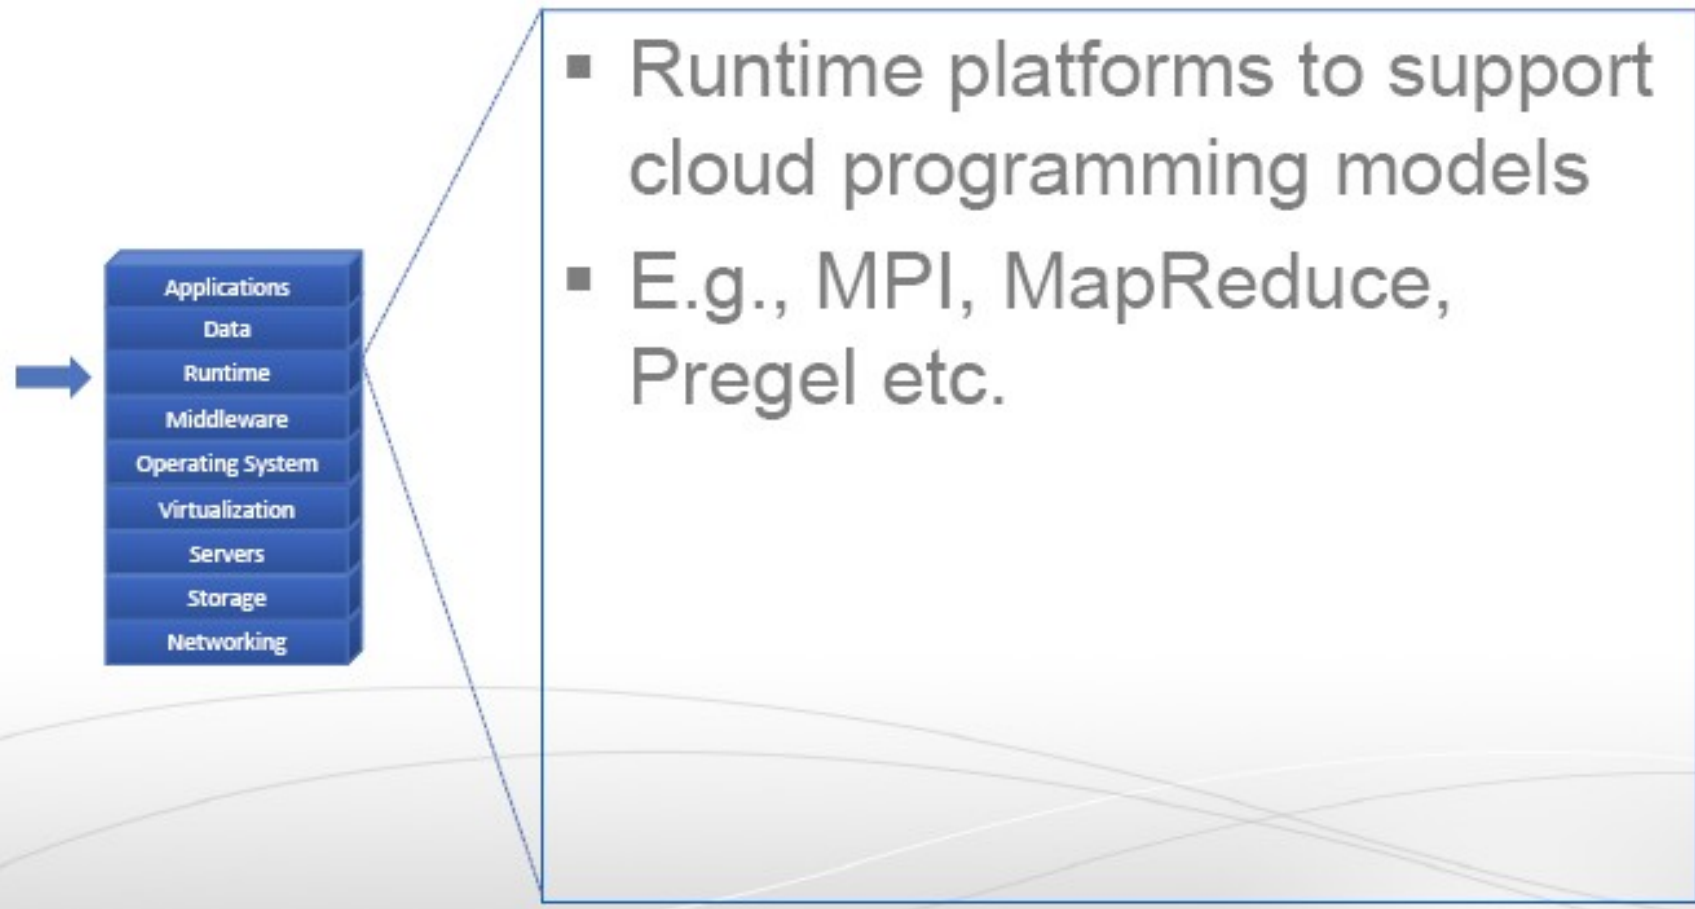 Applications
Data
Runtime
Middleware
Operating System
Virtualization
Servers
Storage
Networking
▪ Runtime platforms to support
cloud programming models
▪ E.g., MPI, MapReduce,
Pregel etc.